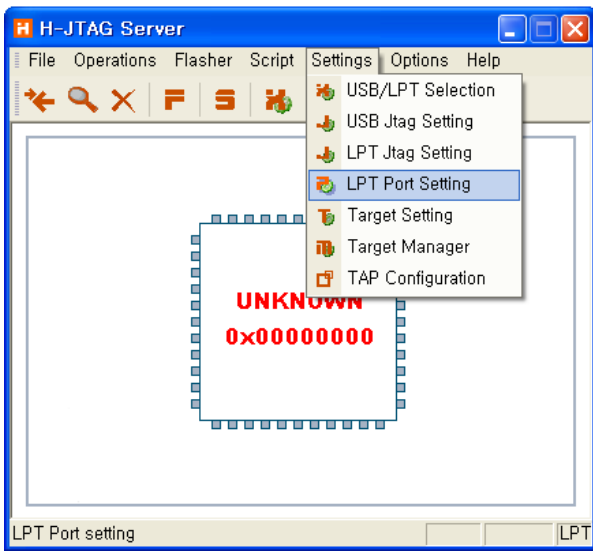 H-JTAG Server
File Operations Flasher Script Settings Options Help
USB/LPT Selection
USB Jtag Setting
LPT Jtag Setting
LPT Port Setting
Target Setting
Target Manager
TAP Configuration
UNKNOWN
0x00000000
LPT Port setting LPT